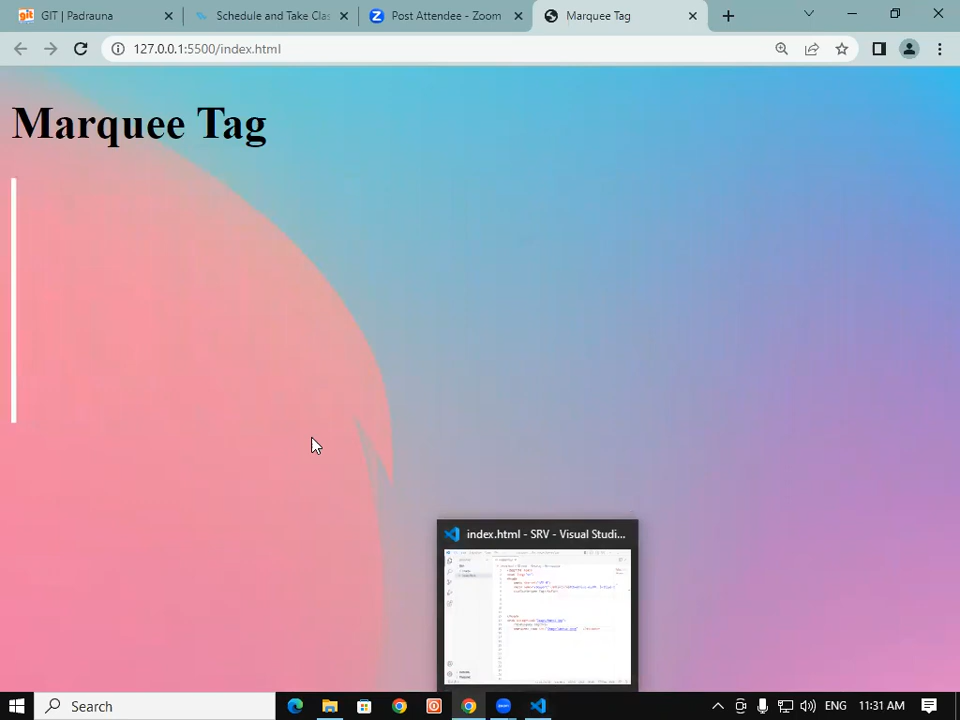 GIT | Padrauna
Schedule and Take Clas
Post Attendee - Zoom
Marquee Tag
127.0.0.1:5500/index.html
Marquee Tag
index.html - SRV - Visual Studi...
Search
ENG
11:31 AM